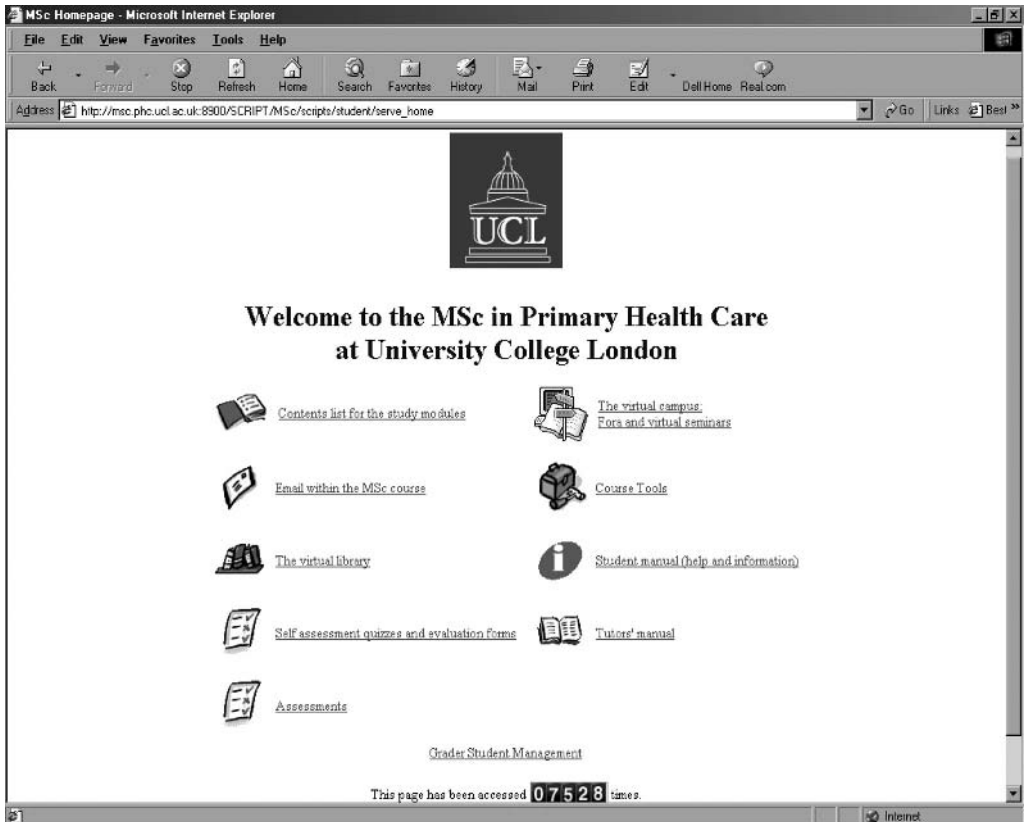 MSc Homepage - Microsoft Internet Explorer
File Edit View Favorites Tools Help
Back Forward Stop Refresh Home Search Favorites History Mail Print Edit Dell Home Real.com
Address http://msc.phc.ucl.ac.uk:8900/SCRIPT/MSc/scripts/student/serve_home Go Links Best »
UCL
Welcome to the MSc in Primary Health Care
at University College London
Contents list for the study modules
The virtual campus:
Fora and virtual seminars
Email within the MSc course
Course Tools
The virtual library
Student manual (help and information)
Self assessment quizzes and evaluation forms
Tutors' manual
Assessments
Grader Student Management
This page has been accessed 07528 times.
Internet